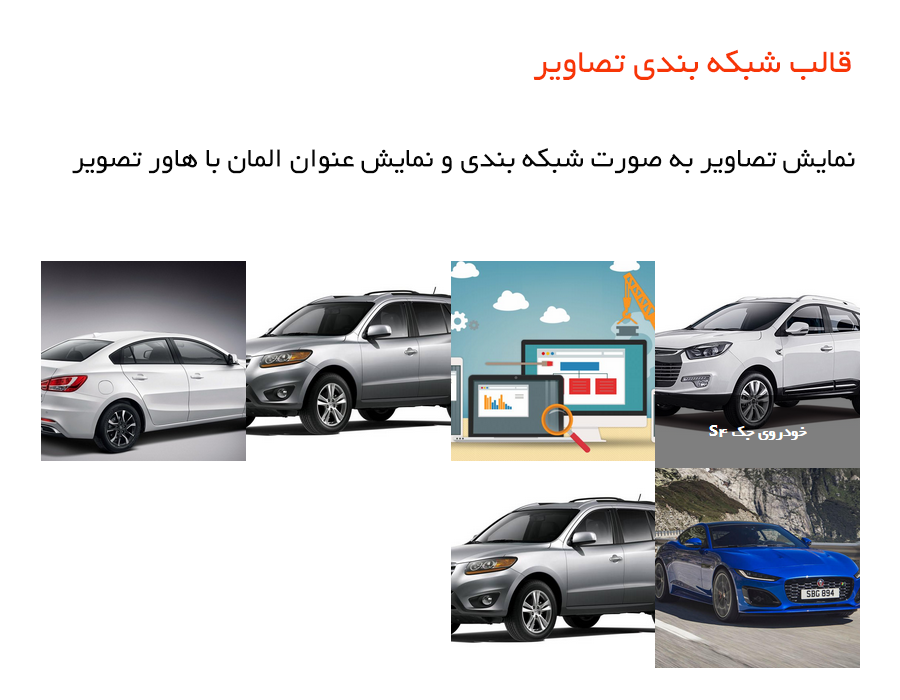 قالب شبکه بندی تصاویر
نمایش تصاویر به صورت شبکه بندی و نمایش عنوان المان با هاور تصویر
خودروی جک S۴
SBG 894